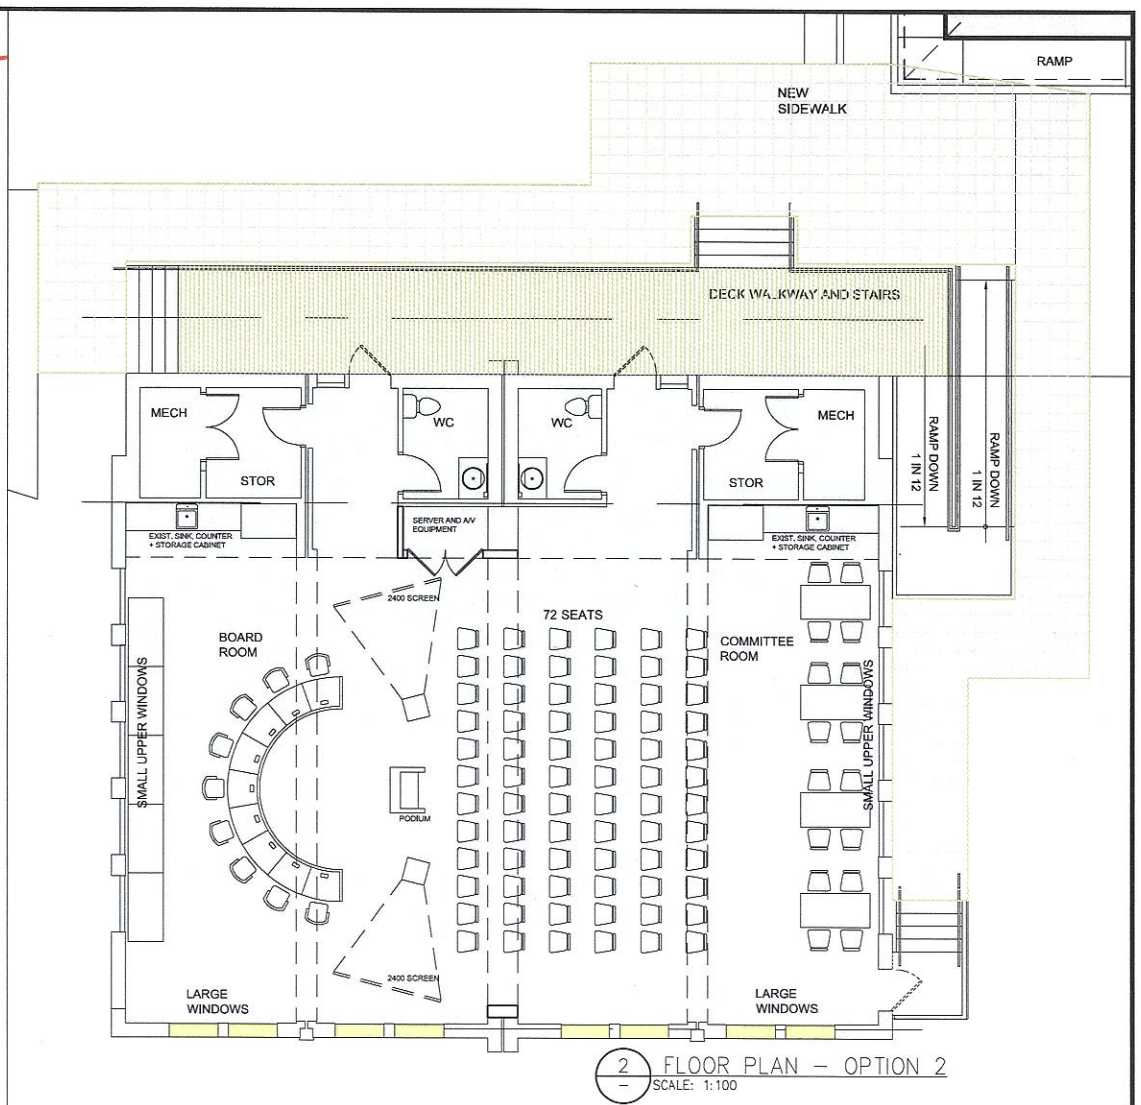 RAMP
NEW
SIDEWALK
DECK WALKWAY AND STAIRS
MECH
WC
WC
MECH
STOR
STOR
RAMP DOWN
1 IN 12
RAMP DOWN
1 IN 12
EXIST. SINK, COUNTER
+ STORAGE CABINET
SERVER AND A/V
EQUIPMENT
EXIST. SINK, COUNTER
+ STORAGE CABINET
2400 SCREEN
72 SEATS
BOARD
ROOM
COMMITTEE
ROOM
SMALL UPPER WINDOWS
SMALL UPPER WINDOWS
PODIUM
2400 SCREEN
LARGE
WINDOWS
LARGE
WINDOWS
2
–
FLOOR PLAN – OPTION 2
SCALE: 1:100